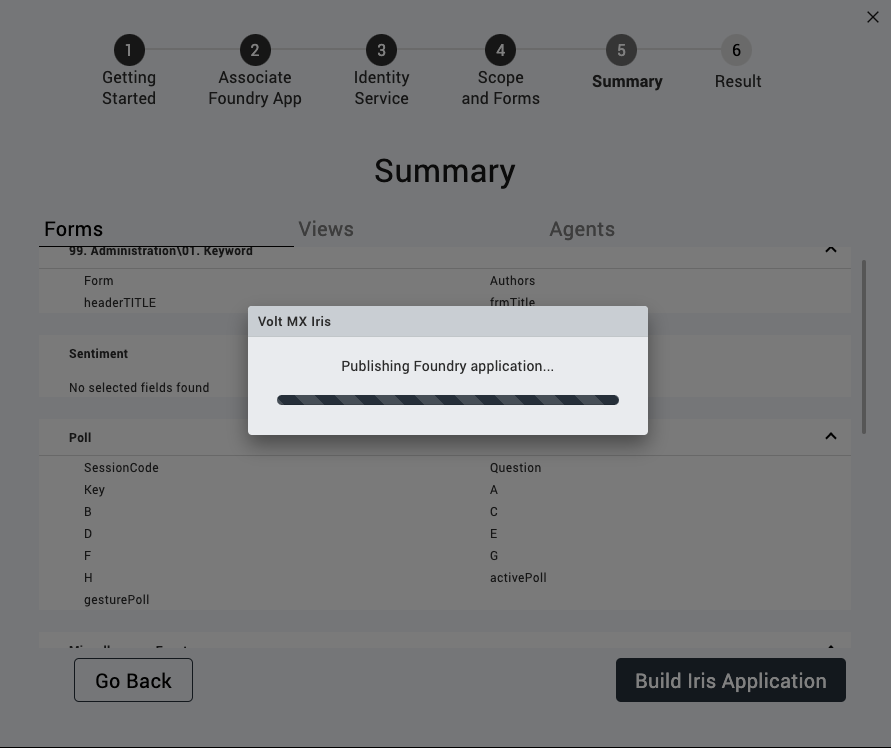 1
2
3
4
5
6
Getting
Started
Associate
Foundry App
Identity
Service
Scope
and Forms
Summary
Result
Summary
Forms
Views
Agents
99. Administration\01. Keyword
Form
Authors
headerTITLE
frmTitle
Volt MX Iris
Publishing Foundry application...
Sentiment
No selected fields found
Poll
SessionCode
Question
Key
A
B
C
D
E
F
G
H
activePoll
gesturePoll
Go Back
Build Iris Application